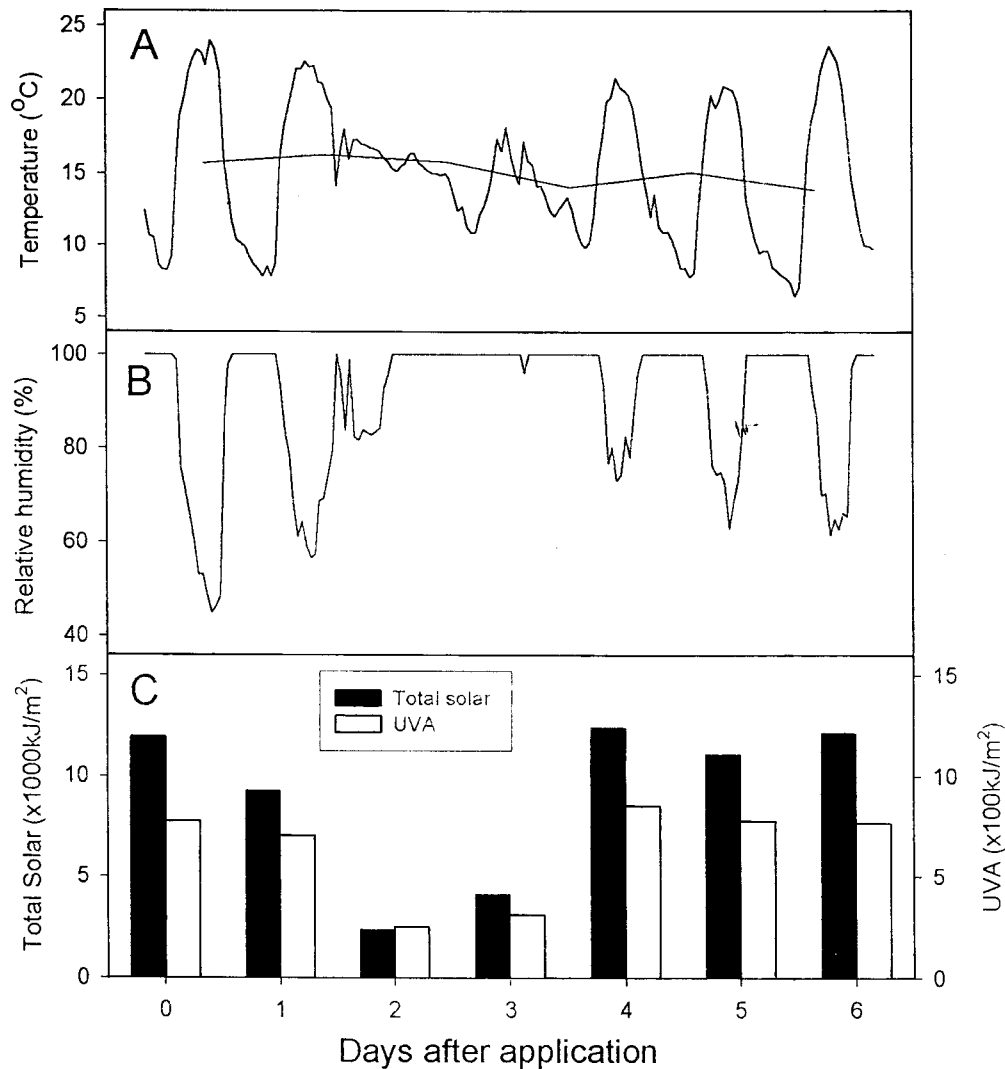 A
Temperature (°C)
25
20
15
10
5
B
Relative humidity (%)
100
80
60
40
C
Total Solar (x1000kJ/m²)
15
10
5
0
Total solar
UVA
UVA (x100kJ/m²)
15
10
5
0
0 1 2 3 4 5 6
Days after application